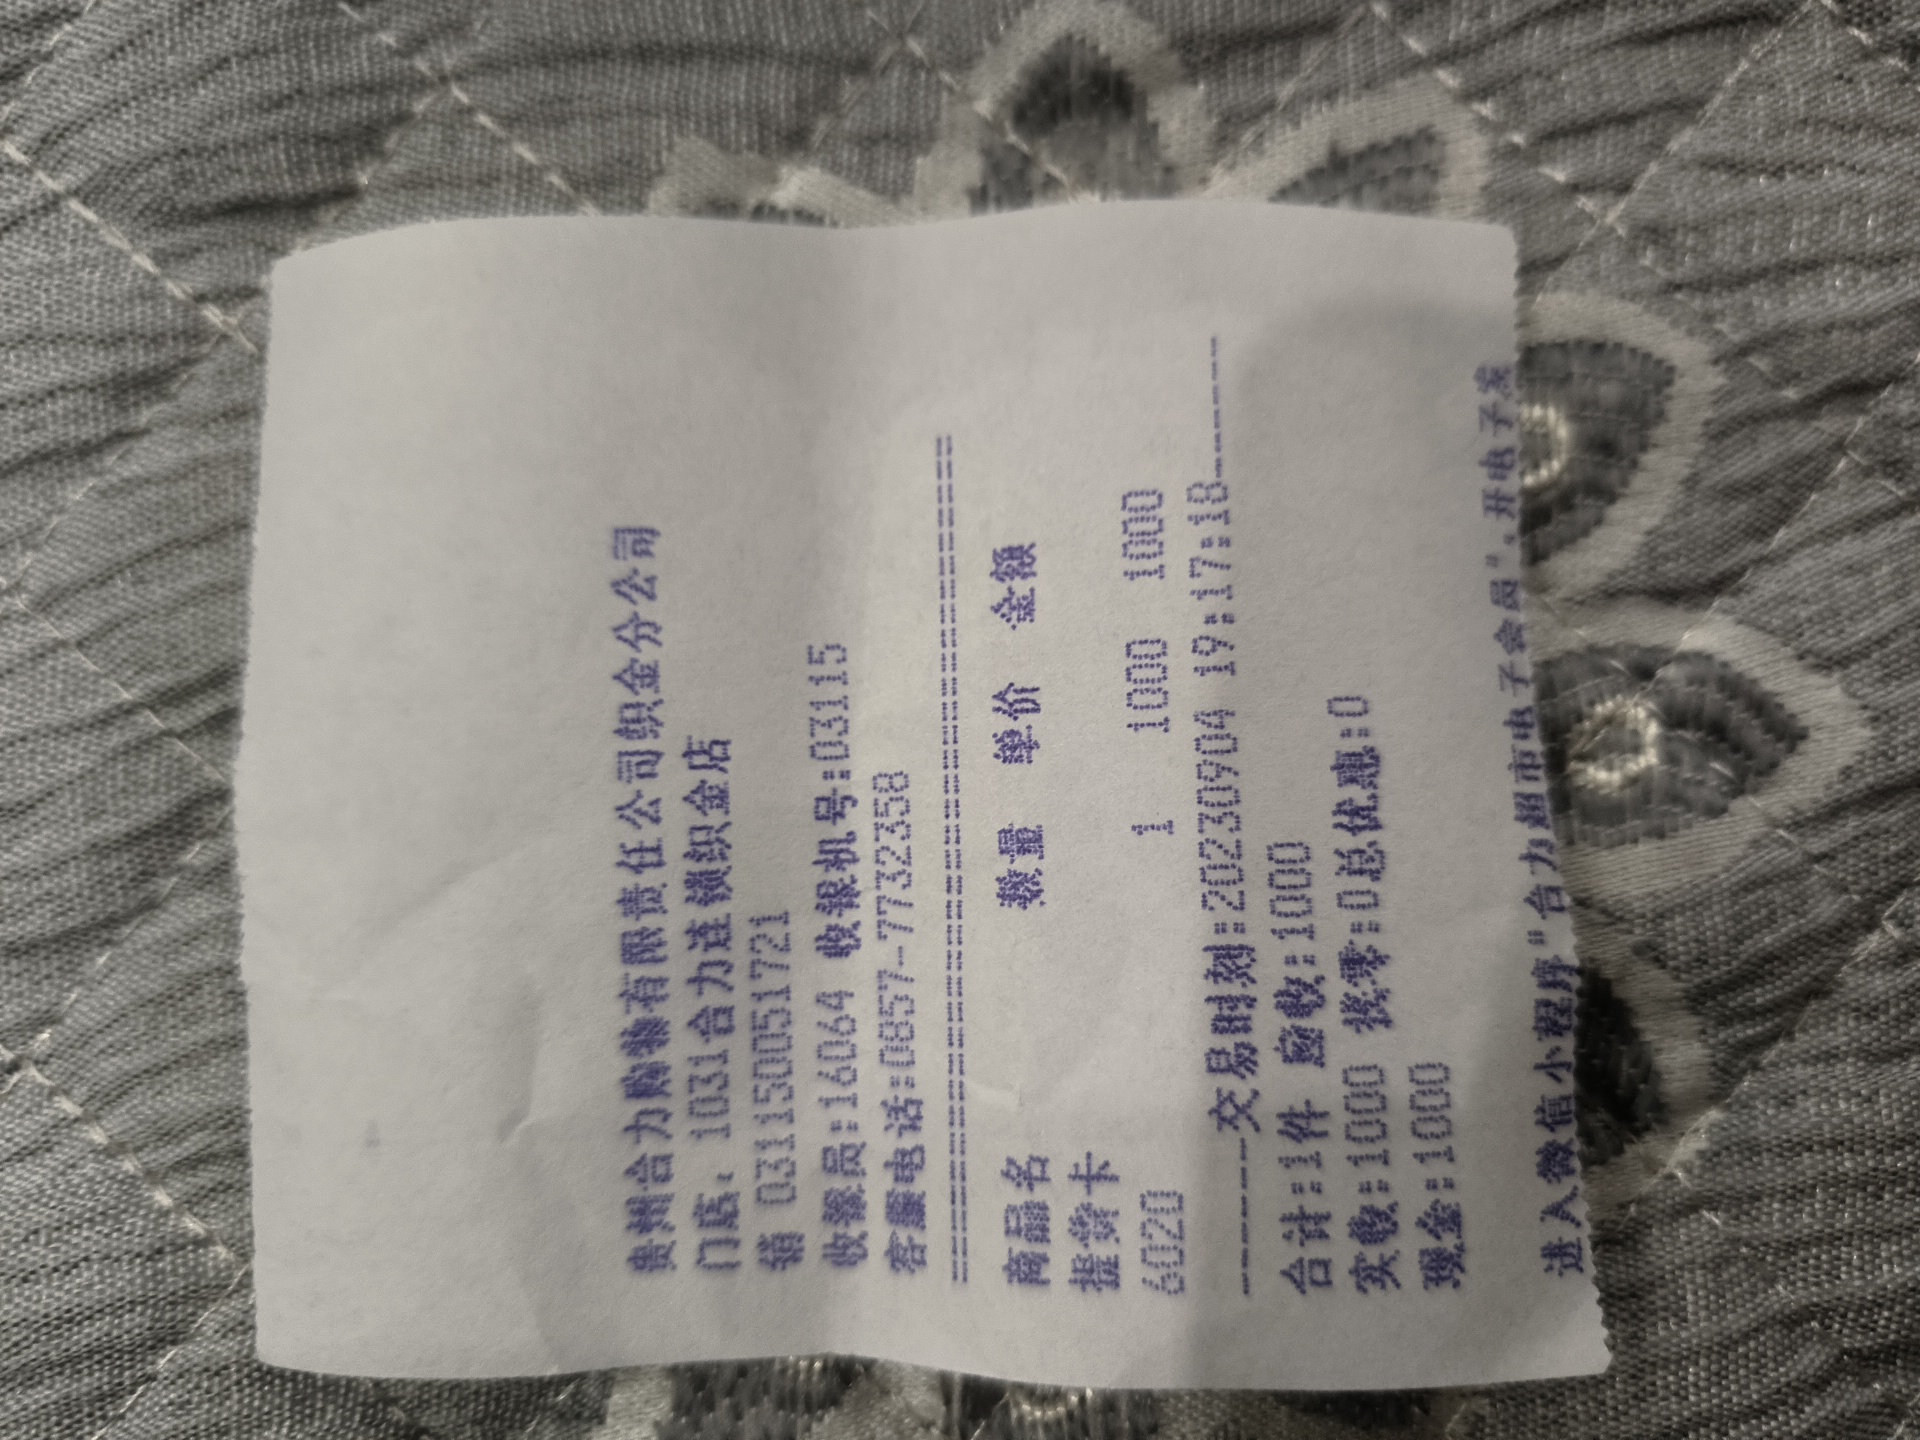 贵州合力购物有限责任公司织金分公司
门店: 1031合力连锁织金店
销 031150051721
收银员:16064 收银机号:03115
客服电话:0857-7732358
================================
商品名 数量 单价 金额
提货卡
6020 1 1000 1000
------交易时刻:20230904 19:17:18------
合计:1件 应收:1000
实收:1000 找零:0总优惠:0
现金:1000
进入微信小程序"合力超市电子会员",开电子